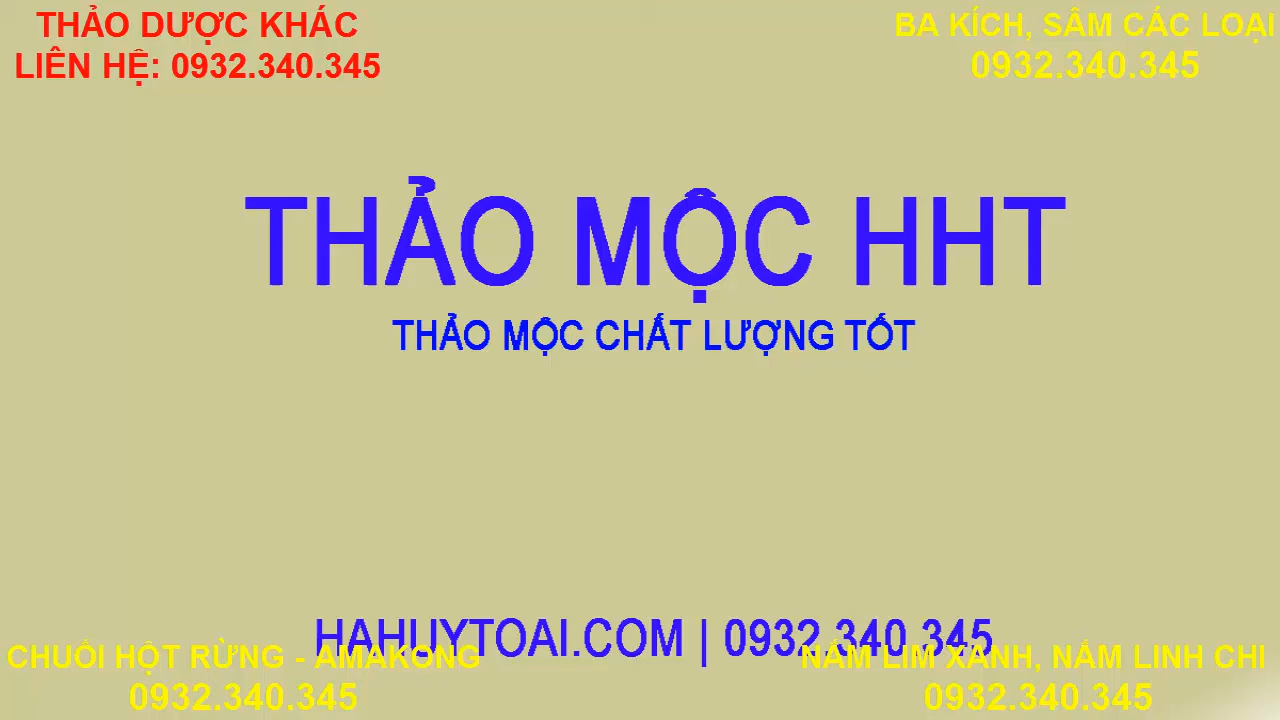 THẢO DƯỢC KHÁC
LIÊN HỆ: 0932.340.345
BA KÍCH, SÂM CÁC LOẠI
0932.340.345
THẢO MỘC HHT
THẢO MỘC CHẤT LƯỢNG TỐT
HAHUYTOAI.COM | 0932.340.345
CHUỐI HỘT RỪNG - AMAKONG
0932.340.345
NẤM LIM XANH, NẤM LINH CHI
0932.340.345